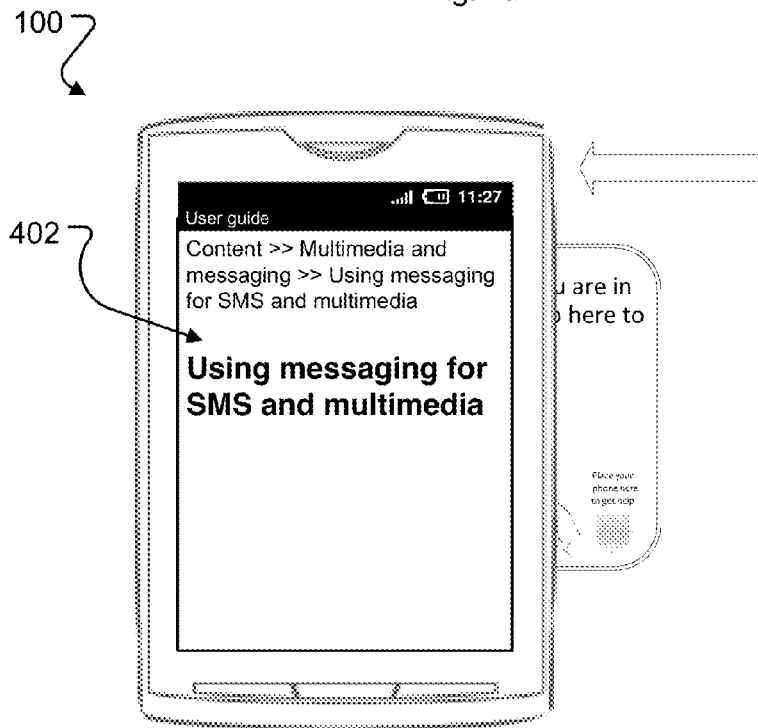 100
11:27
User guide
402
Content >> Multimedia and
messaging >> Using messaging
for SMS and multimedia
are in
here to
Using messaging for
SMS and multimedia
Place your
phone here
to get help